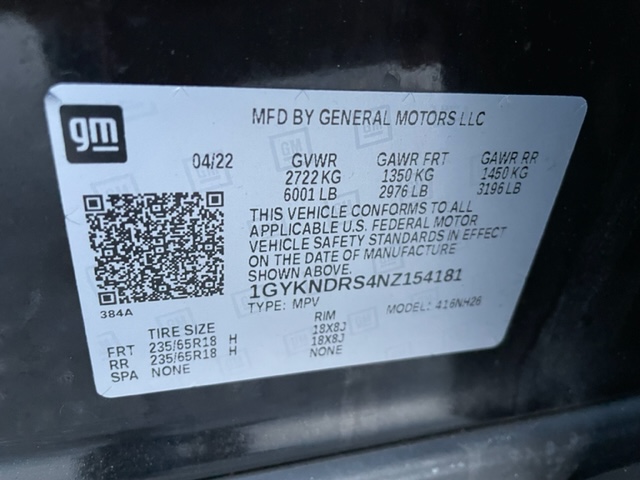 gm
MFD BY GENERAL MOTORS LLC
04/22 GVWR GAWR FRT GAWR RR
2722 KG 1350 KG 1450 KG
6001 LB 2976 LB 3196 LB
THIS VEHICLE CONFORMS TO ALL
APPLICABLE U.S. FEDERAL MOTOR
VEHICLE SAFETY STANDARDS IN EFFECT
ON THE DATE OF MANUFACTURE
SHOWN ABOVE.
1GYKNDRS4NZ154181
384A
TYPE: MPV MODEL: 416NH26
TIRE SIZE RIM
FRT 235/65R18 H 18X8J
RR 235/65R18 H 18X8J
SPA NONE NONE